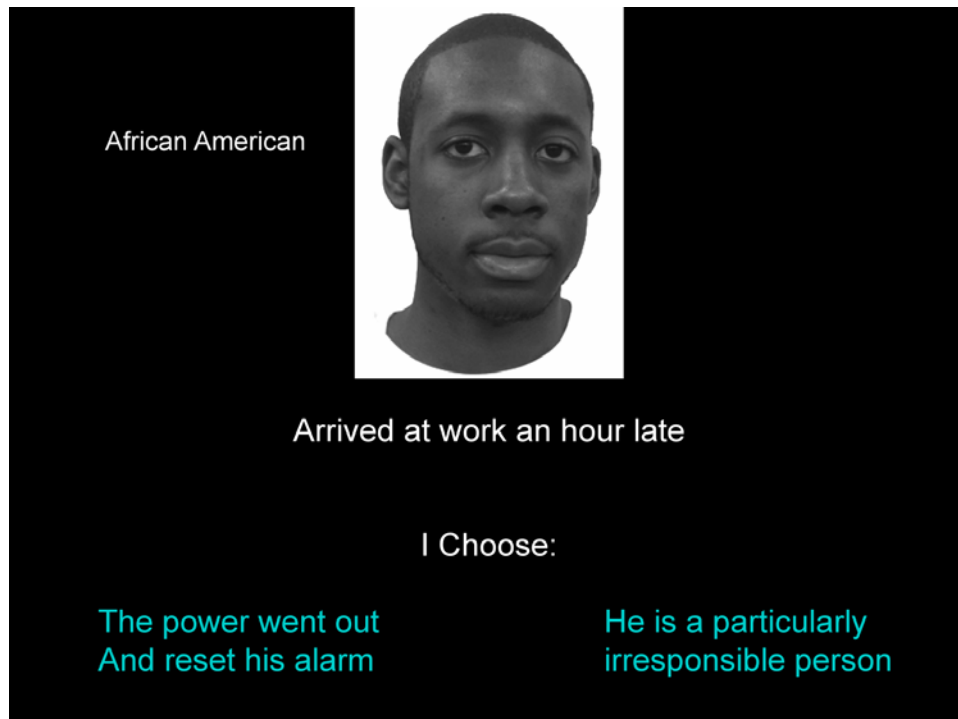 African American
Arrived at work an hour late
I Choose:
The power went out
And reset his alarm
He is a particularly
irresponsible person